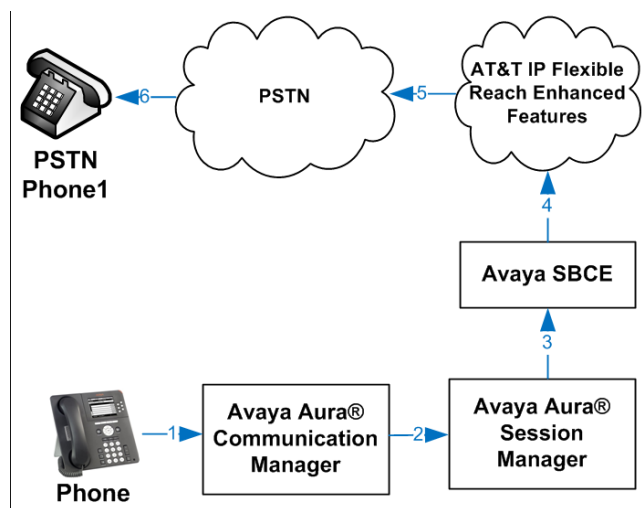 AT&T IP Flexible
Reach Enhanced
Features
PSTN
6
5
PSTN
Phone1
4
Avaya SBCE
3
Avaya Aura®
Communication
Manager
Avaya Aura®
Session
Manager
1
2
Phone